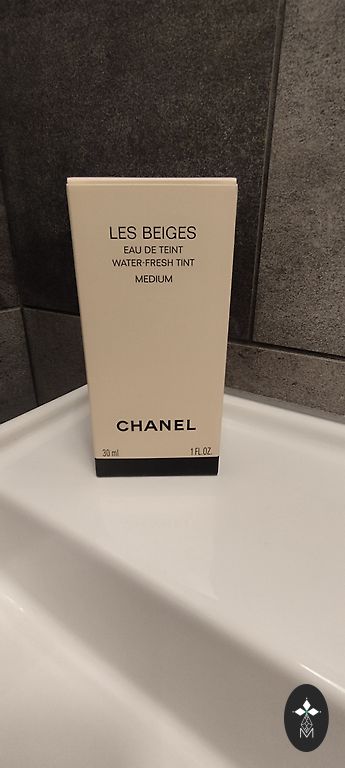 LES BEIGES
EAU DE TEINT
WATER-FRESH TINT
MEDIUM
CHANEL
30 ml 1 FL.OZ.
M